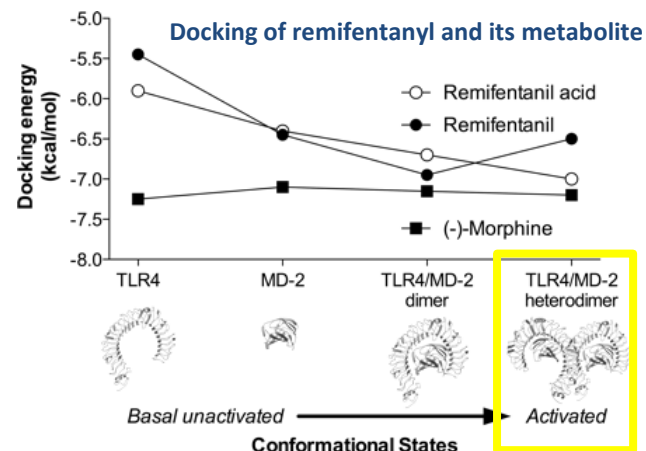 Docking of remifentanyl and its metabolite
Docking energy
(kcal/mol)
-5.0
-5.5
-6.0
-6.5
-7.0
-7.5
-8.0
Remifentanil acid
Remifentanil
(-)-Morphine
TLR4
MD-2
TLR4/MD-2
dimer
TLR4/MD-2
heterodimer
Basal unactivated
Activated
Conformational States